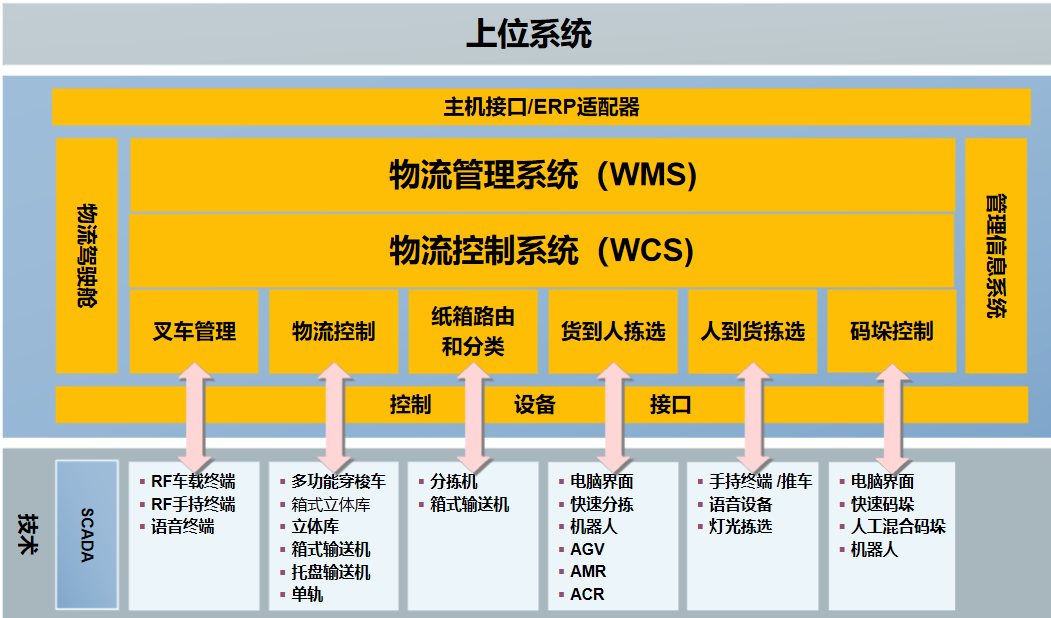 上位系统
主机接口/ERP适配器
物流驾驶舱
物流管理系统（WMS)
物流控制系统（WCS)
管理信息系统
叉车管理
物流控制
纸箱路由
和分类
货到人拣选
人到货拣选
码垛控制
控制 设备 接口
技术
SCADA
▪ RF车载终端
▪ RF手持终端
▪ 语音终端
▪ 多功能穿梭车
▪ 箱式立体库
▪ 立体库
▪ 箱式输送机
▪ 托盘输送机
▪ 单轨
▪ 分拣机
▪ 箱式输送机
▪ 电脑界面
▪ 快速分拣
▪ 机器人
▪ AGV
▪ AMR
▪ ACR
▪ 手持终端 /推车
▪ 语音设备
▪ 灯光拣选
▪ 电脑界面
▪ 快速码垛
▪ 人工混合码垛
▪ 机器人